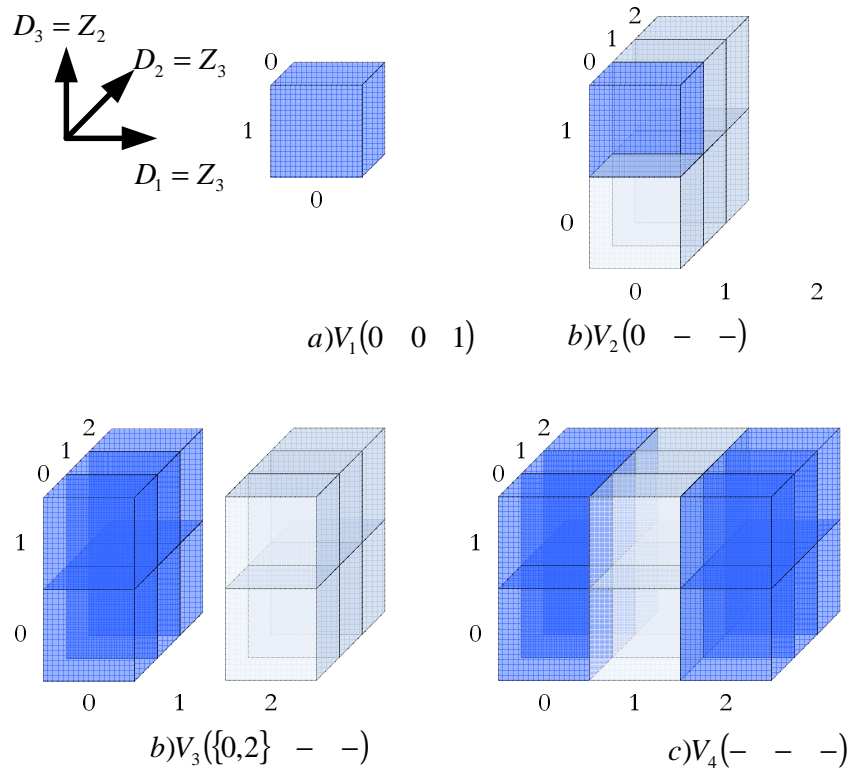 D₃ = Z₂
D₂ = Z₃
D₁ = Z₃
0
1
0
2
1
0
1
0
0 1 2
a)V₁(0 0 1)
b)V₂(0 – –)
2
1
0
1
0
0 1 2
b)V₃({0,2} – –)
2
1
0
1
0
0 1 2
c)V₄(– – –)